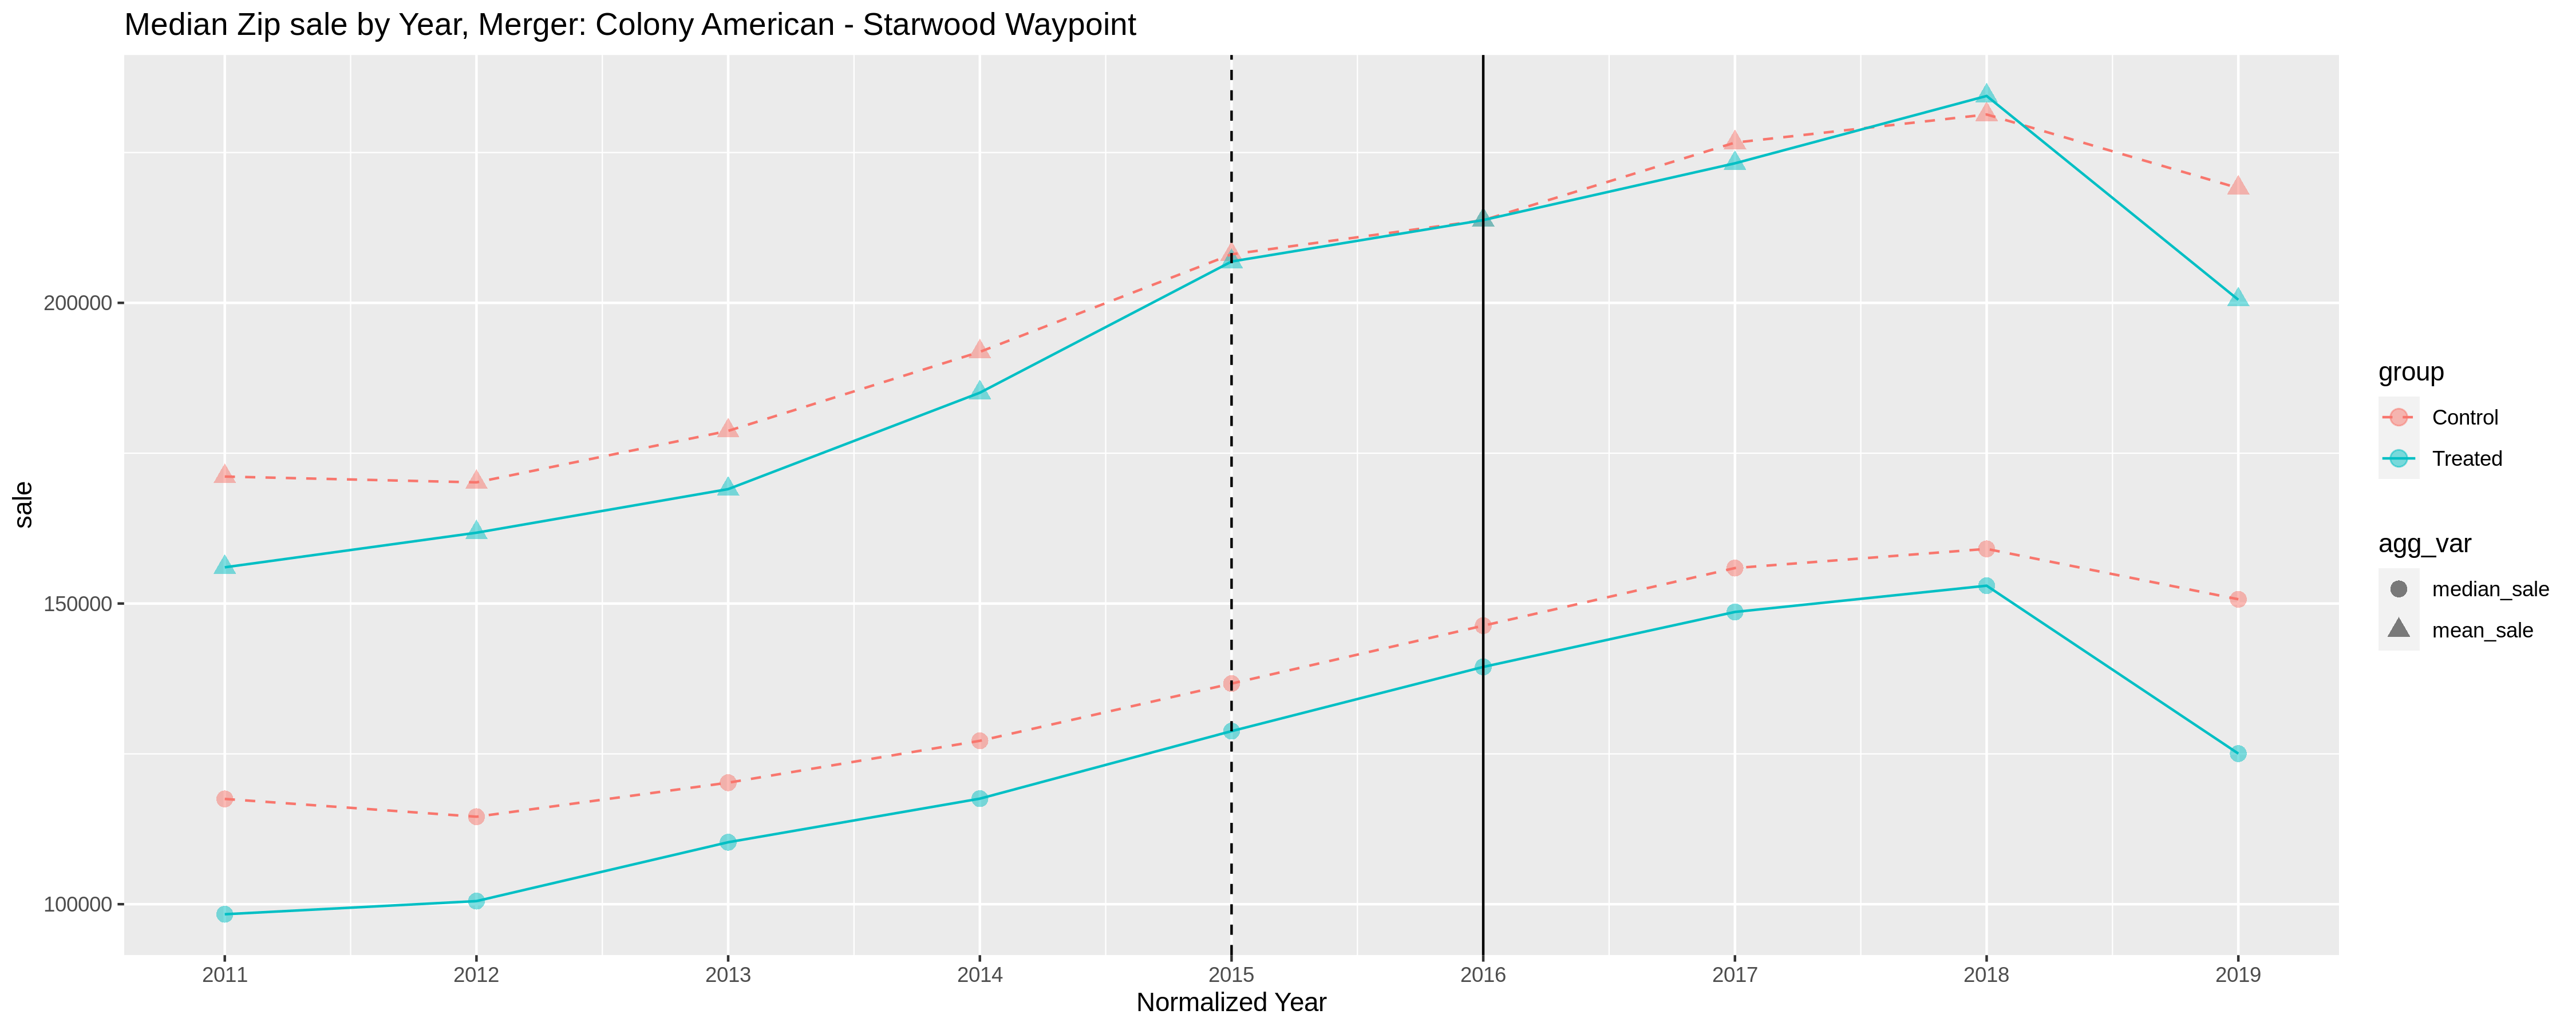 Median Zip sale by Year, Merger: Colony American - Starwood Waypoint
sale
200000
150000
100000
2011 2012 2013 2014 2015 2016 2017 2018 2019
Normalized Year
group
Control
Treated
agg_var
median_sale
mean_sale